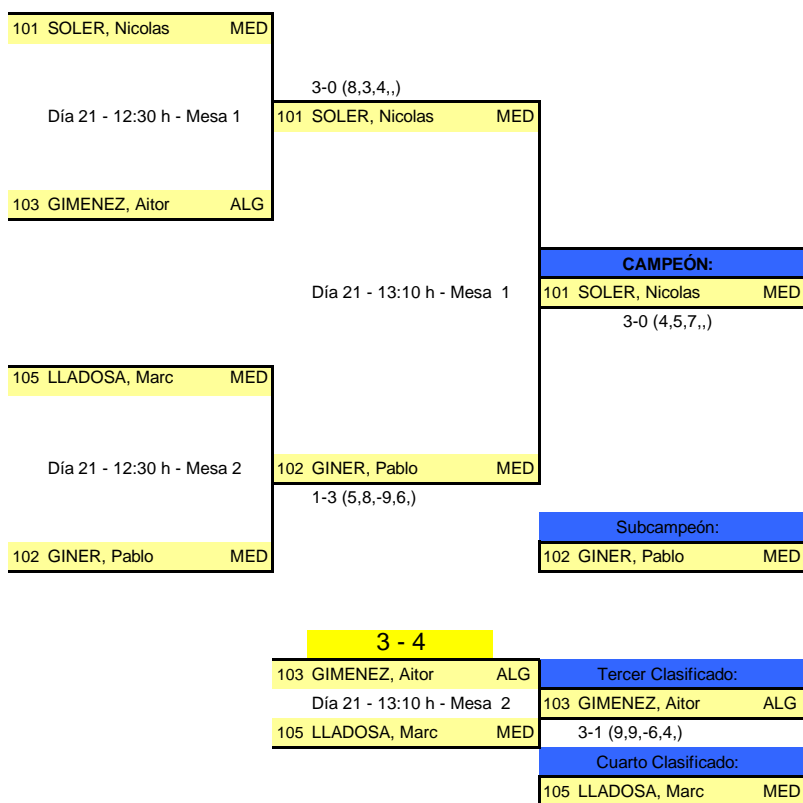 101 SOLER, Nicolas MED
3-0 (8,3,4,,)
Día 21 - 12:30 h - Mesa 1
101 SOLER, Nicolas MED
103 GIMENEZ, Aitor ALG
CAMPEÓN:
Día 21 - 13:10 h - Mesa 1
101 SOLER, Nicolas MED
3-0 (4,5,7,,)
105 LLADOSA, Marc MED
Día 21 - 12:30 h - Mesa 2
102 GINER, Pablo MED
1-3 (5,8,-9,6,)
Subcampeón:
102 GINER, Pablo MED
102 GINER, Pablo MED
3 - 4
103 GIMENEZ, Aitor ALG
Tercer Clasificado:
Día 21 - 13:10 h - Mesa 2
103 GIMENEZ, Aitor ALG
105 LLADOSA, Marc MED
3-1 (9,9,-6,4,)
Cuarto Clasificado:
105 LLADOSA, Marc MED